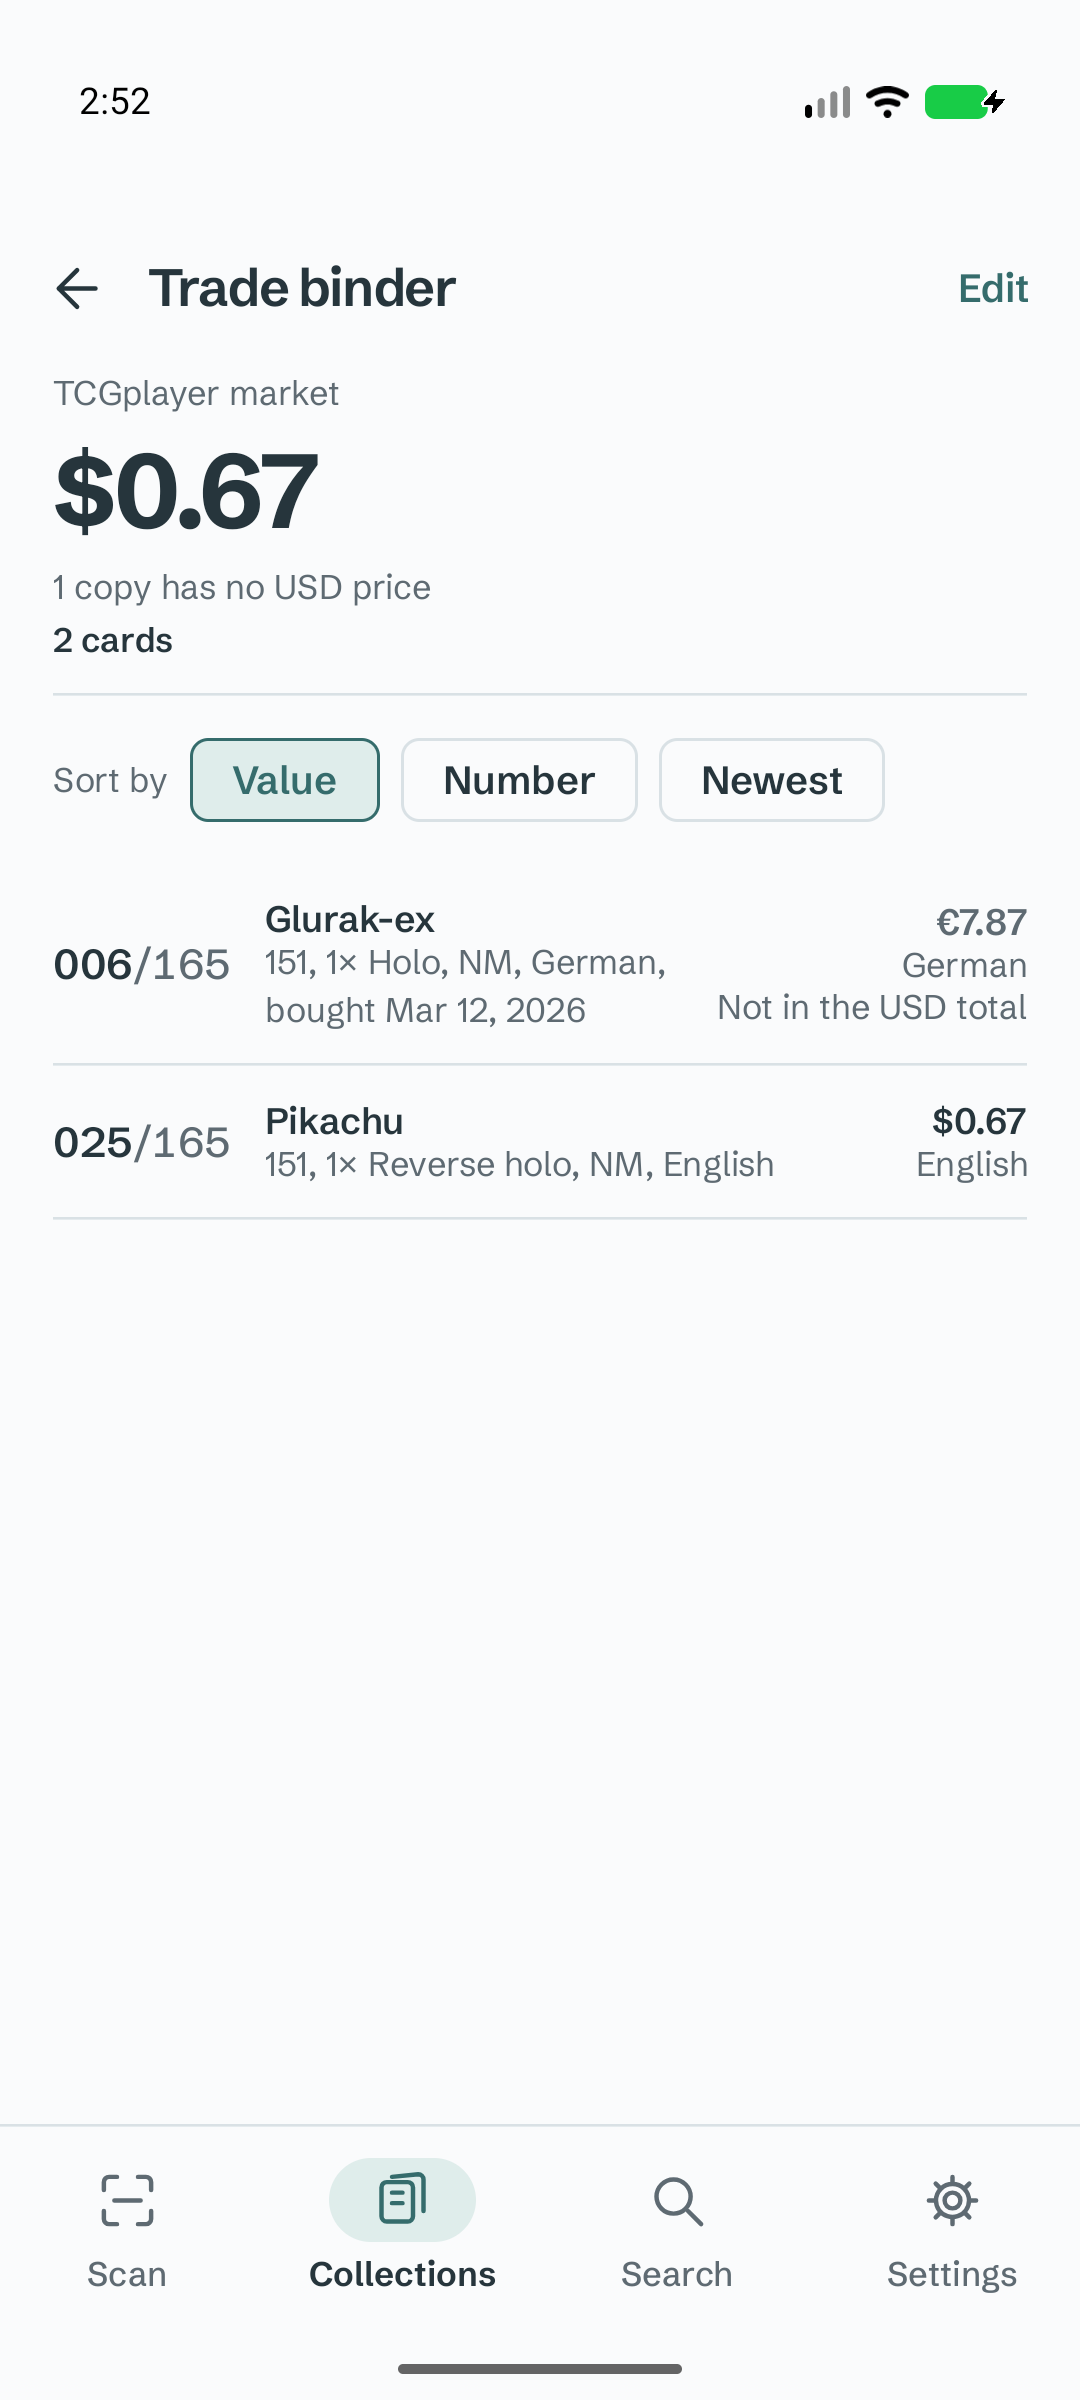 2:52
Trade binder
Edit
TCGplayer market
$0.67
1 copy has no USD price
2 cards
Sort by
Value
Number
Newest
006/165
Glurak-ex
151, 1× Holo, NM, German,
bought Mar 12, 2026
€7.87
German
Not in the USD total
025/165
Pikachu
151, 1× Reverse holo, NM, English
$0.67
English
Scan
Collections
Search
Settings